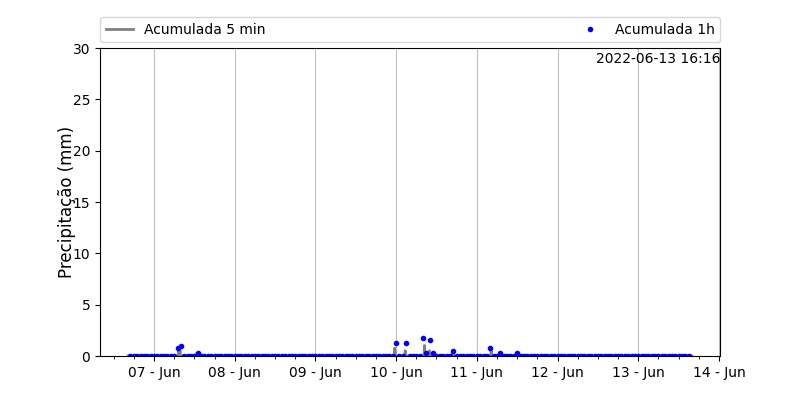 Acumulada 5 min
Acumulada 1h
2022-06-13 16:16
Precipitação (mm)
30
25
20
15
10
5
0
07 - Jun
08 - Jun
09 - Jun
10 - Jun
11 - Jun
12 - Jun
13 - Jun
14 - Jun